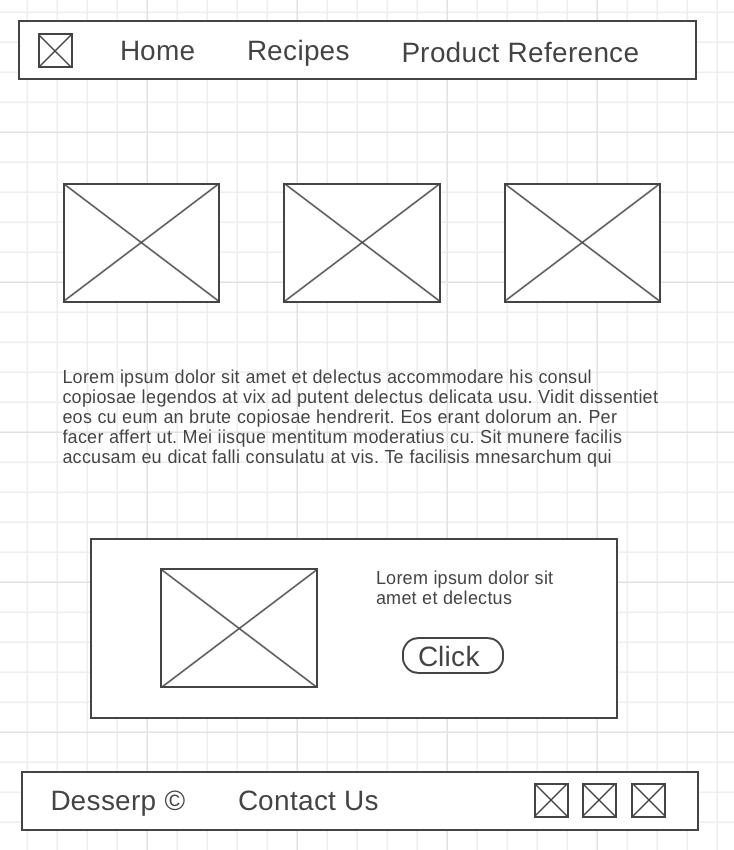 Home Recipes Product Reference
Lorem ipsum dolor sit amet et delectus accommodare his consul
copiosae legendos at vix ad putent delectus delicata usu. Vidit dissentiet
eos cu eum an brute copiosae hendrerit. Eos erant dolorum an. Per
facer affert ut. Mei iisque mentitum moderatius cu. Sit munere facilis
accusam eu dicat falli consulatu at vis. Te facilisis mnesarchum qui
Lorem ipsum dolor sit
amet et delectus
Click
Desserp © Contact Us